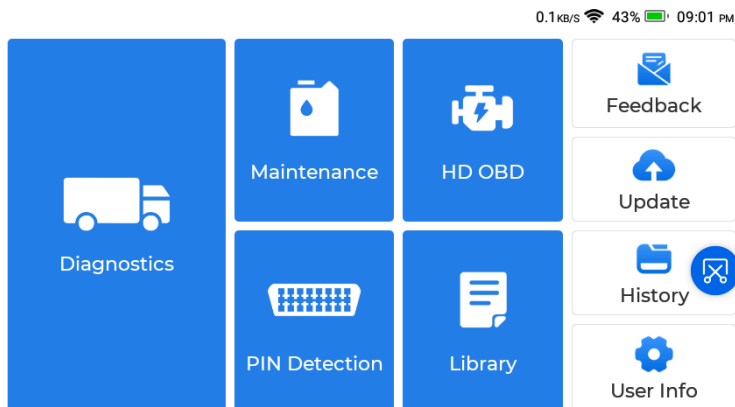 0.1KB/S 43% 09:01 PM
Diagnostics
Maintenance
HD OBD
PIN Detection
Library
Feedback
Update
History
User Info